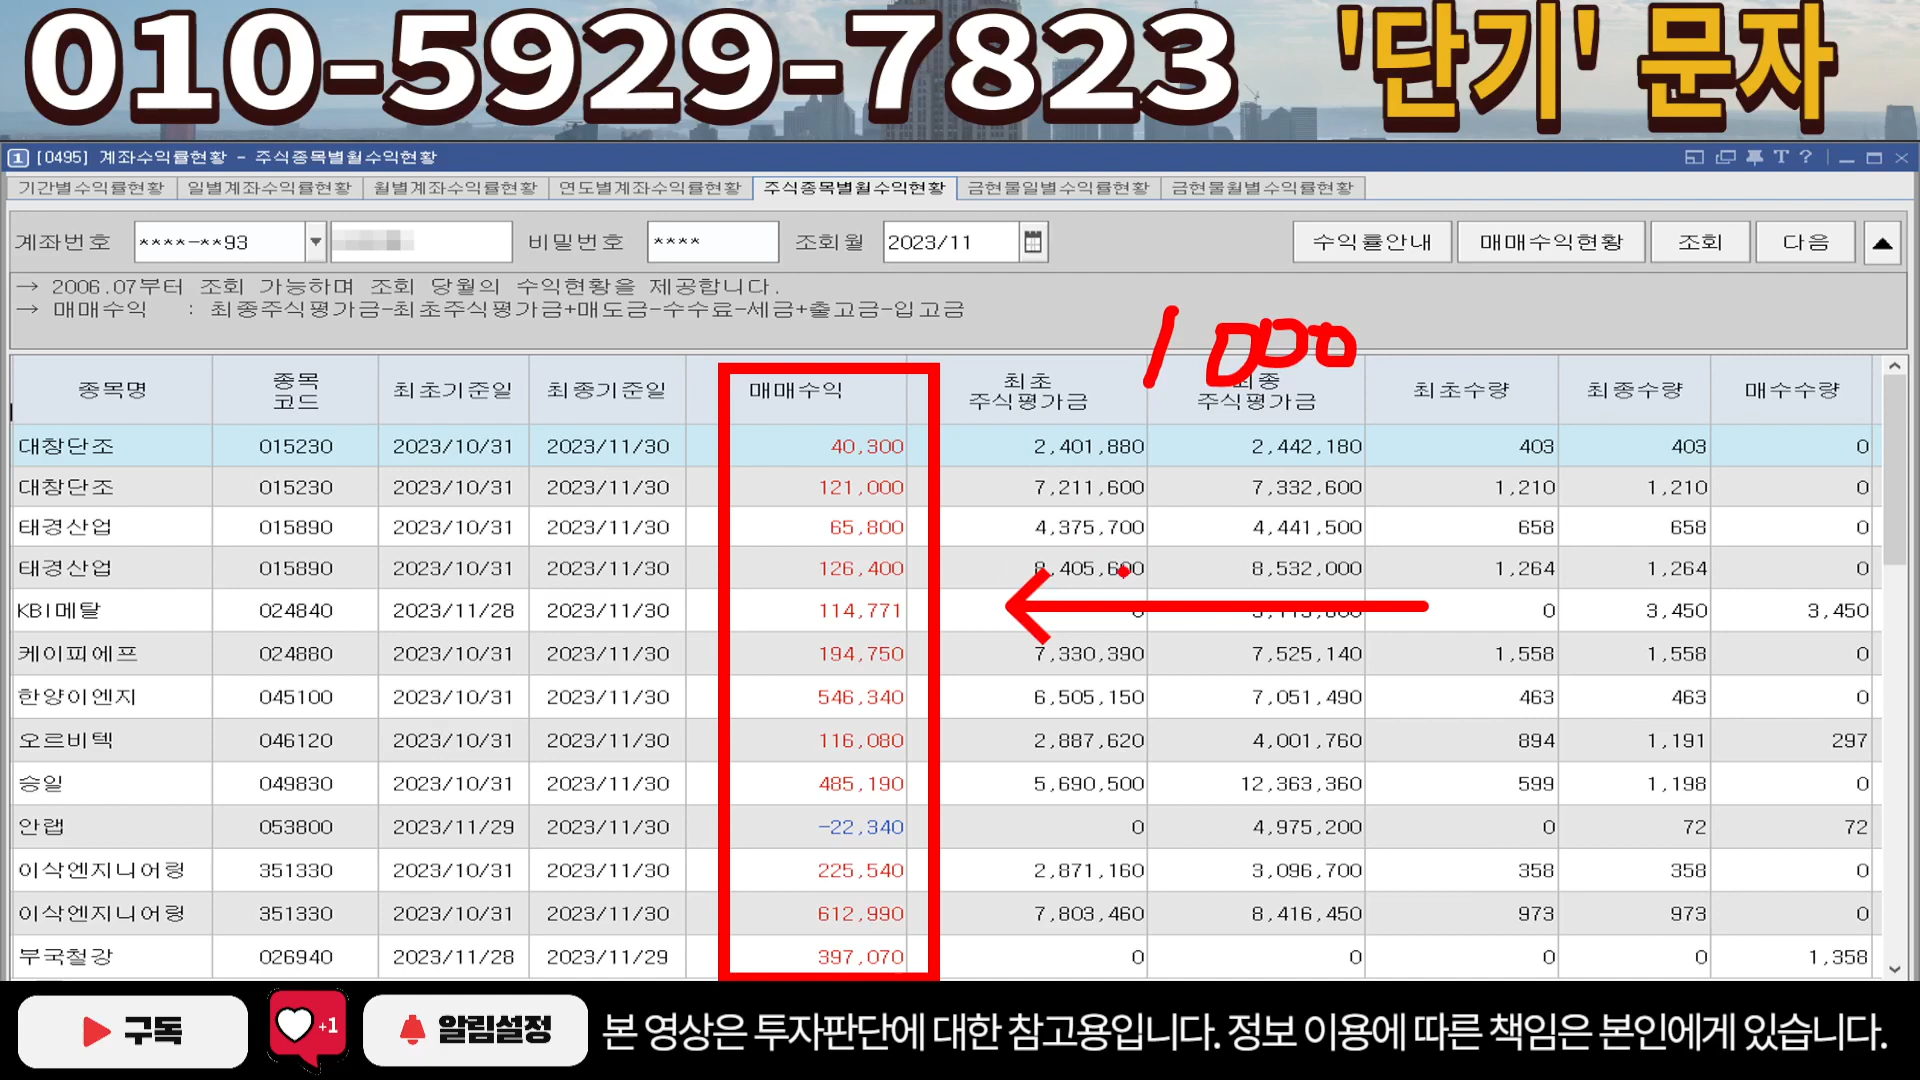 010-5929-7823 '단기' 문자
1 [0495] 계좌수익률현황 - 주식종목별월수익현황
기간별수익률현황 일별계좌수익률현황 월별계좌수익률현황 연도별계좌수익률현황 주식종목별월수익현황 금현물일별수익률현황 금현물월별수익률현황
계좌번호 ****-**93 비밀번호 **** 조회월 2023/11 수익률안내 매매수익현황 조회 다음
→ 2006.07부터 조회 가능하며 조회 당월의 수익현황을 제공합니다.
→ 매매수익 : 최종주식평가금-최초주식평가금+매도금-수수료-세금+출고금-입고금
1000
종목명 종목코드 최초기준일 최종기준일 매매수익 최초주식평가금 최종주식평가금 최초수량 최종수량 매수수량
대창단조 015230 2023/10/31 2023/11/30 40,300 2,401,880 2,442,180 403 403 0
대창단조 015230 2023/10/31 2023/11/30 121,000 7,211,600 7,332,600 1,210 1,210 0
태경산업 015890 2023/10/31 2023/11/30 65,800 4,375,700 4,441,500 658 658 0
태경산업 015890 2023/10/31 2023/11/30 126,400 8,405,600 8,532,000 1,264 1,264 0
KBI메탈 024840 2023/11/28 2023/11/30 114,771 0 0 3,450 3,450
케이피에프 024880 2023/10/31 2023/11/30 194,750 7,330,390 7,525,140 1,558 1,558 0
한양이엔지 045100 2023/10/31 2023/11/30 546,340 6,505,150 7,051,490 463 463 0
오르비텍 046120 2023/10/31 2023/11/30 116,080 2,887,620 4,001,760 894 1,191 297
승일 049830 2023/10/31 2023/11/30 485,190 5,690,500 12,363,360 599 1,198 0
안랩 053800 2023/11/29 2023/11/30 -22,340 0 4,975,200 0 72 72
이삭엔지니어링 351330 2023/10/31 2023/11/30 225,540 2,871,160 3,096,700 358 358 0
이삭엔지니어링 351330 2023/10/31 2023/11/30 612,990 7,803,460 8,416,450 973 973 0
부국철강 026940 2023/11/28 2023/11/29 397,070 0 0 0 0 1,358
구독 +1 알림설정 본 영상은 투자판단에 대한 참고용입니다. 정보 이용에 따른 책임은 본인에게 있습니다.